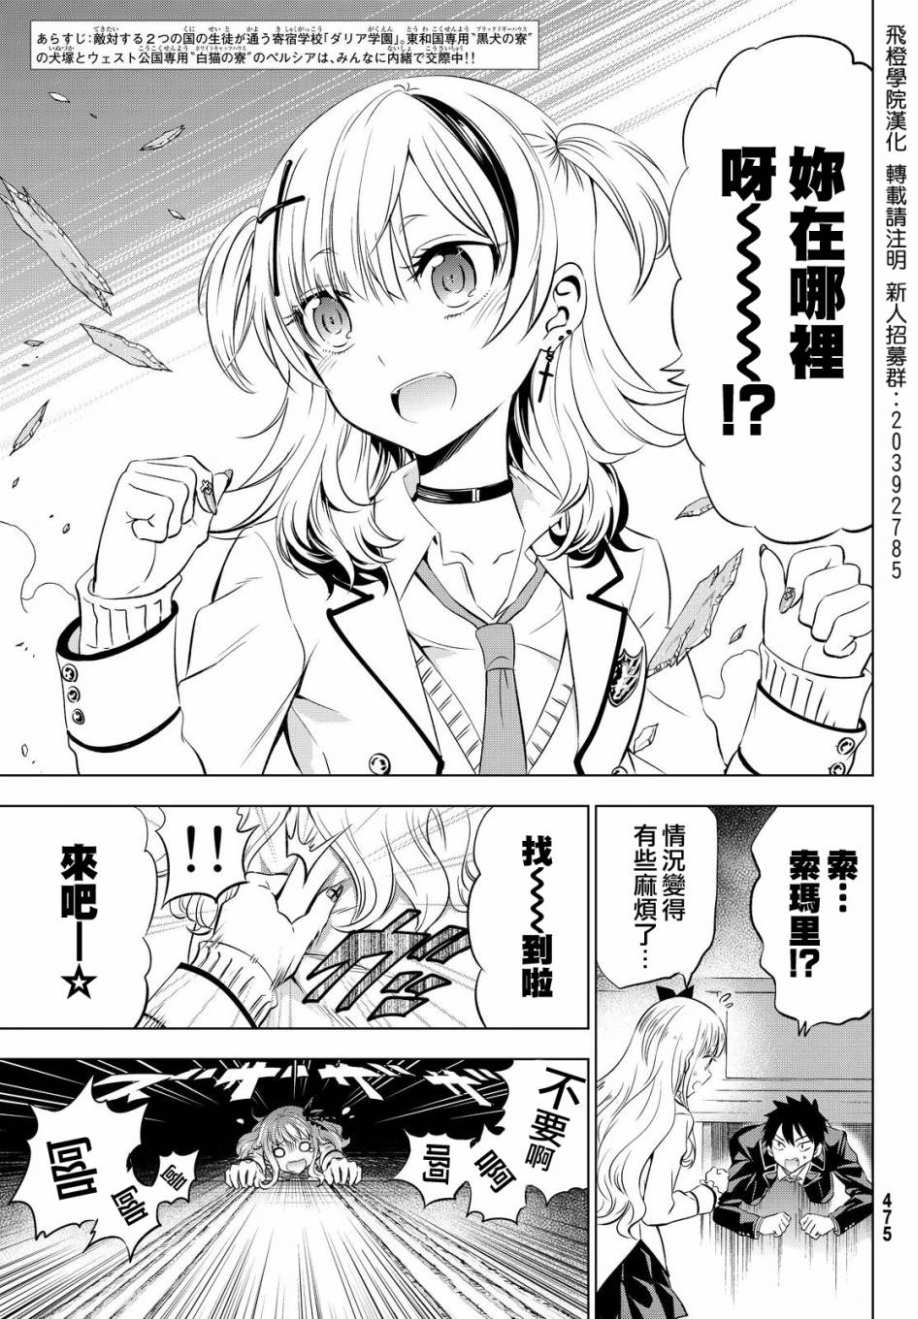 あらすじ：敵対する２つの国の生徒が通う寄宿学校「ダリア学園」。東和国専用“黒犬の寮”
の犬塚とウェスト公国専用“白猫の寮”のペルシアは、みんなに内緒で交際中!!
飛橙學院漢化 轉載請注明 新人招募群：20392785
妳在哪裡
呀～～～～!?
索…
索瑪里!?
情況變得
有些麻煩了…
找～～～到啦
!!
來吧—☆
不要啊
啊
啊
啊
啊
啊
475